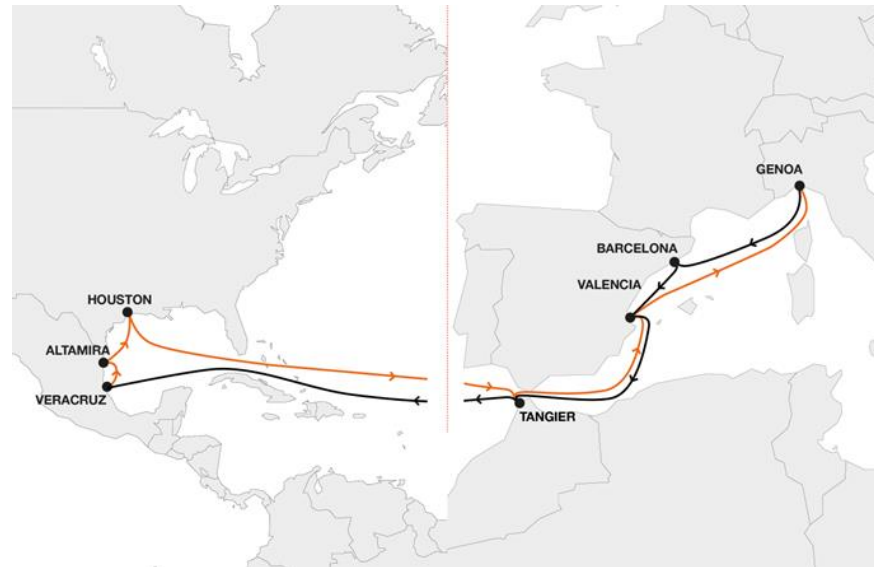 GENOA
BARCELONA
VALENCIA
HOUSTON
ALTAMIRA
VERACRUZ
TANGIER